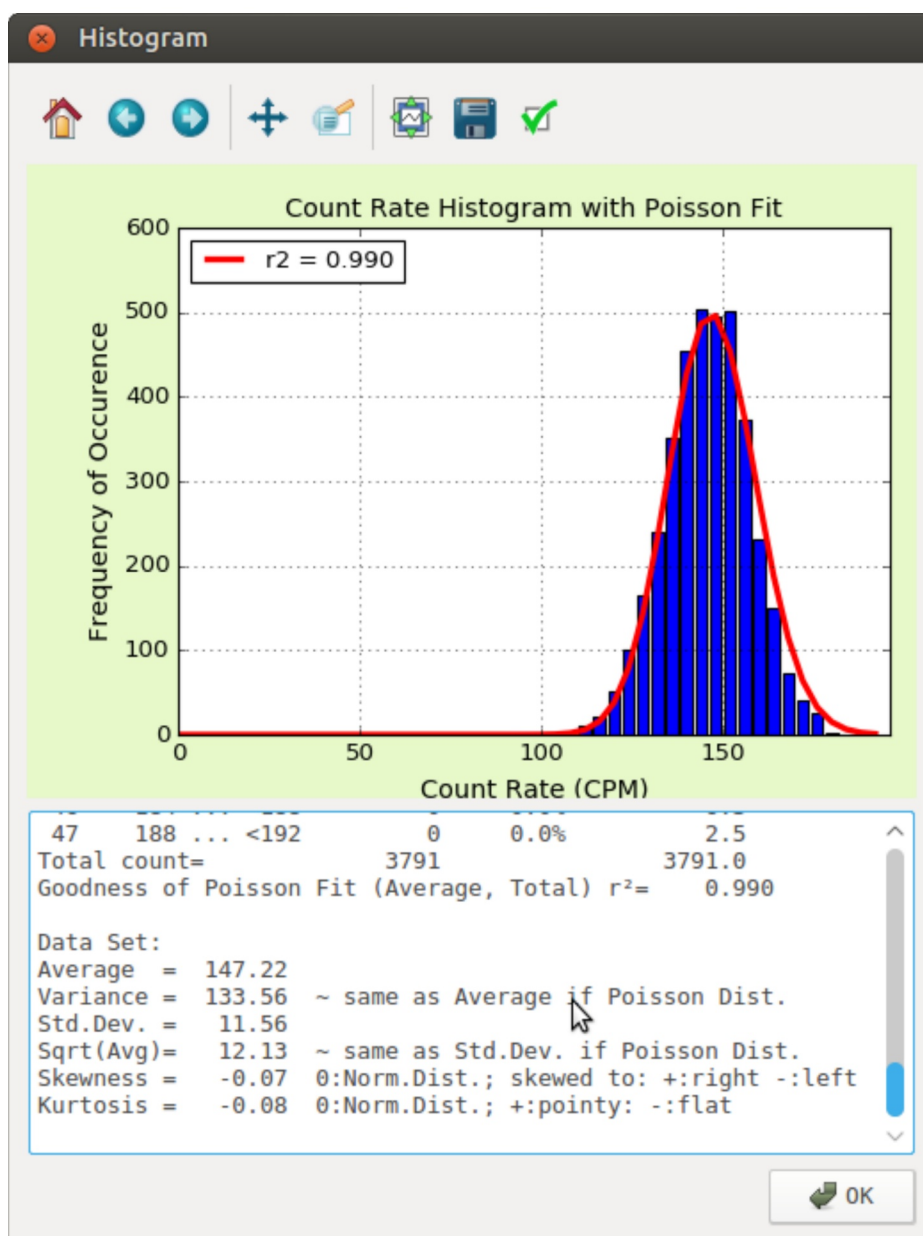 Histogram
Count Rate Histogram with Poisson Fit
r2 = 0.990
600
500
400
300
200
100
0
Frequency of Occurence
0 50 100 150
Count Rate (CPM)
47 188 ... <192 0 0.0% 2.5
Total count= 3791 3791.0
Goodness of Poisson Fit (Average, Total) r²= 0.990
Data Set:
Average = 147.22
Variance = 133.56 ~ same as Average if Poisson Dist.
Std.Dev. = 11.56
Sqrt(Avg)= 12.13 ~ same as Std.Dev. if Poisson Dist.
Skewness = -0.07 0:Norm.Dist.; skewed to: +:right -:left
Kurtosis = -0.08 0:Norm.Dist.; +:pointy: -:flat
OK